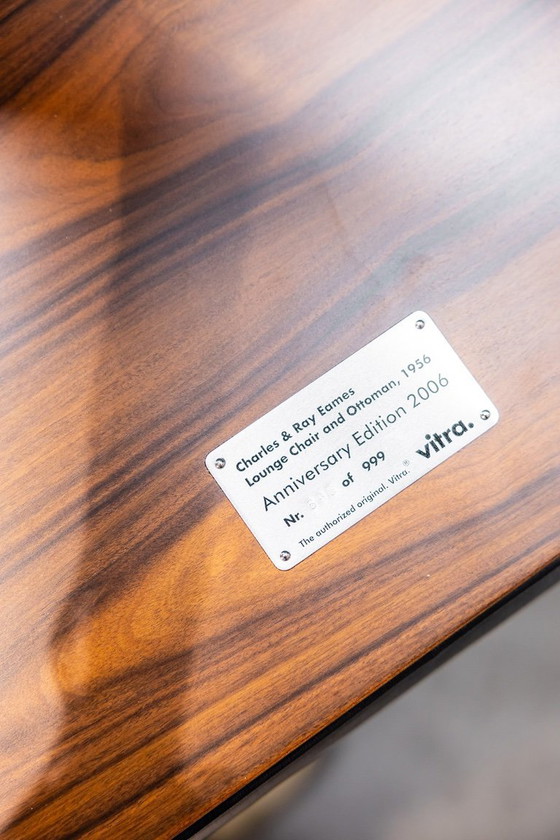 Charles & Ray Eames
Lounge Chair and Ottoman, 1956
Anniversary Edition 2006
Nr. of 999
The authorized original. Vitra.®
vitra.